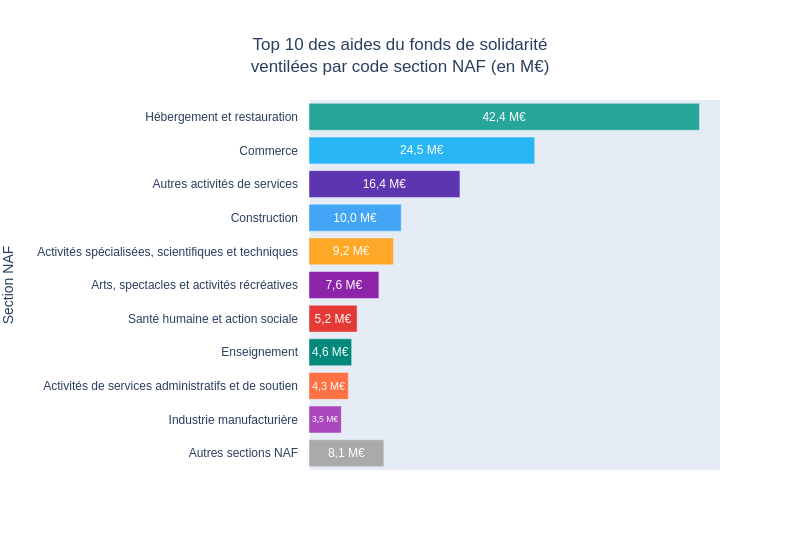 Top 10 des aides du fonds de solidarité
ventilées par code section NAF (en M€)
Section NAF
Hébergement et restauration 42,4 M€
Commerce 24,5 M€
Autres activités de services 16,4 M€
Construction 10,0 M€
Activités spécialisées, scientifiques et techniques 9,2 M€
Arts, spectacles et activités récréatives 7,6 M€
Santé humaine et action sociale 5,2 M€
Enseignement 4,6 M€
Activités de services administratifs et de soutien 4,3 M€
Industrie manufacturière 3,5 M€
Autres sections NAF 8,1 M€